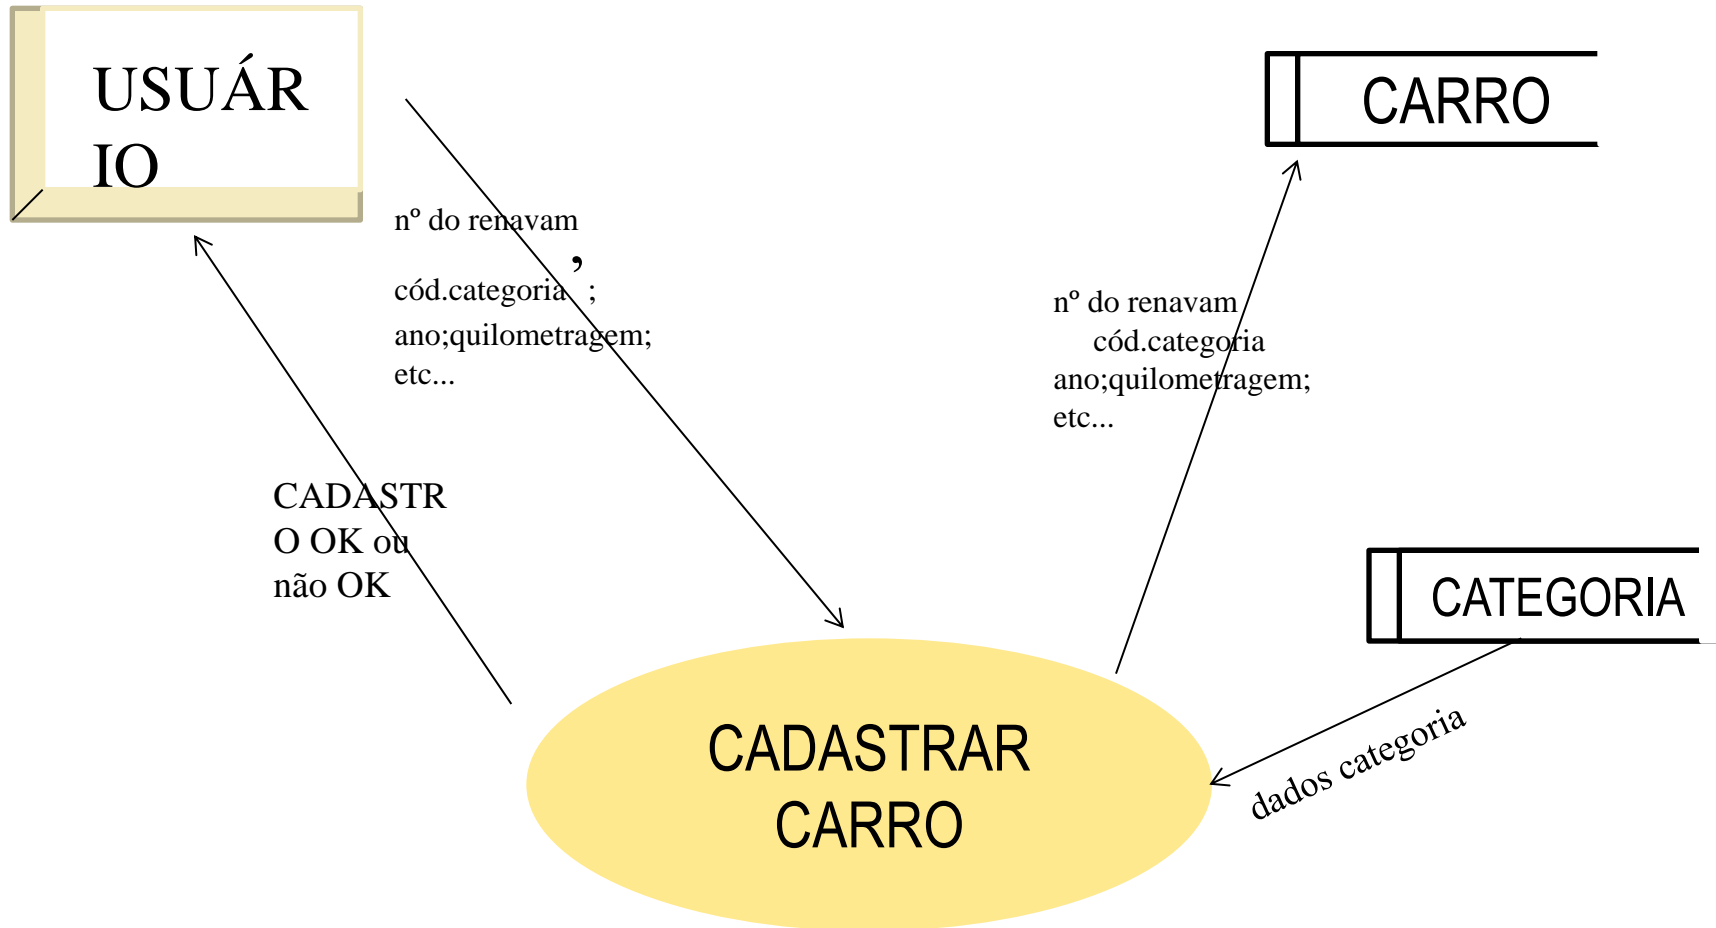 USUÁR
IO
CARRO
nº do renavam
,
cód.categoria ;
ano;quilometragem;
etc...
nº do renavam
cód.categoria
ano;quilometragem;
etc...
CADASTR
O OK ou
não OK
CATEGORIA
dados categoria
CADASTRAR
CARRO